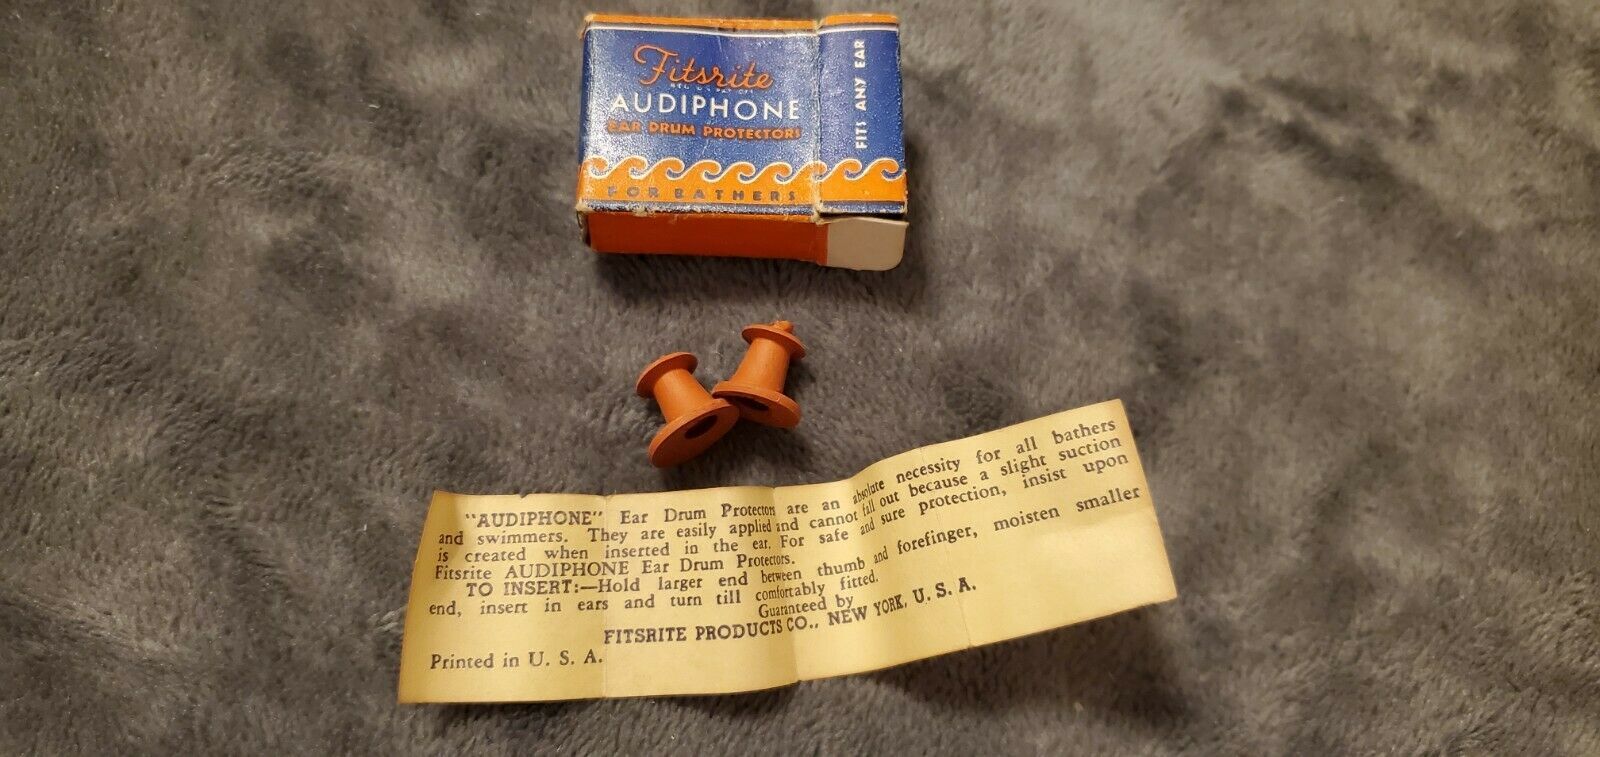 Fitsrite
REG. U.S. PAT. OFF.
AUDIPHONE
EAR DRUM PROTECTORS
FOR BATHERS
FITS ANY EAR
"AUDIPHONE" Ear Drum Protectors are an absolute necessity for all bathers
and swimmers. They are easily applied and cannot fall out because a slight suction
is created when inserted in the ear. For safe and sure protection, insist upon
Fitsrite AUDIPHONE Ear Drum Protectors.
TO INSERT:—Hold larger end between thumb and forefinger, moisten smaller
end, insert in ears and turn till comfortably fitted.
Guaranteed by
FITSRITE PRODUCTS CO., NEW YORK, U. S. A.
Printed in U. S. A.